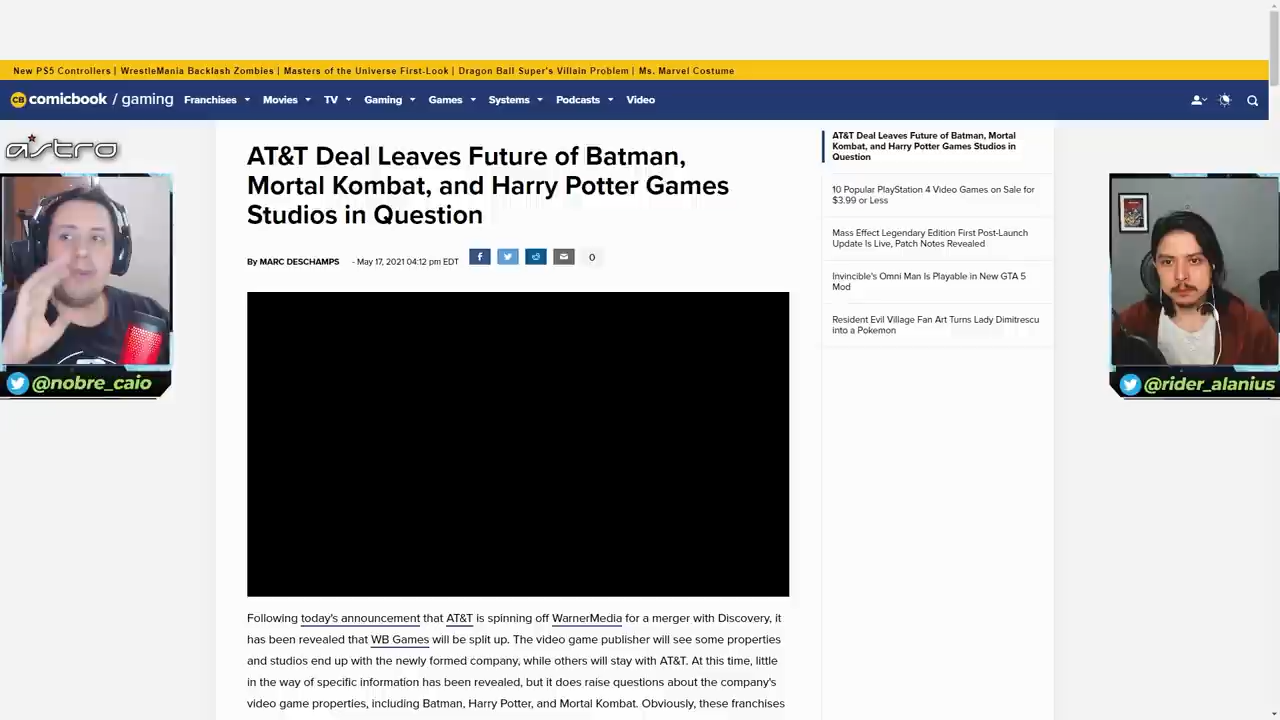 New PS5 Controllers | WrestleMania Backlash Zombies | Masters of the Universe First-Look | Dragon Ball Super's Villain Problem | Ms. Marvel Costume
CB comicbook / gaming Franchises Movies TV Gaming Games Systems Podcasts Video
astro
AT&T Deal Leaves Future of Batman,
Mortal Kombat, and Harry Potter Games
Studios in Question
By MARC DESCHAMPS - May 17, 2021 04:12 pm EDT 0
Following today's announcement that AT&T is spinning off WarnerMedia for a merger with Discovery, it
has been revealed that WB Games will be split up. The video game publisher will see some properties
and studios end up with the newly formed company, while others will stay with AT&T. At this time, little
in the way of specific information has been revealed, but it does raise questions about the company's
video game properties, including Batman, Harry Potter, and Mortal Kombat. Obviously, these franchises
AT&T Deal Leaves Future of Batman, Mortal
Kombat, and Harry Potter Games Studios in
Question
10 Popular PlayStation 4 Video Games on Sale for
$3.99 or Less
Mass Effect Legendary Edition First Post-Launch
Update Is Live, Patch Notes Revealed
Invincible's Omni Man Is Playable in New GTA 5
Mod
Resident Evil Village Fan Art Turns Lady Dimitrescu
into a Pokemon
@nobre_caio
@rider_alanius